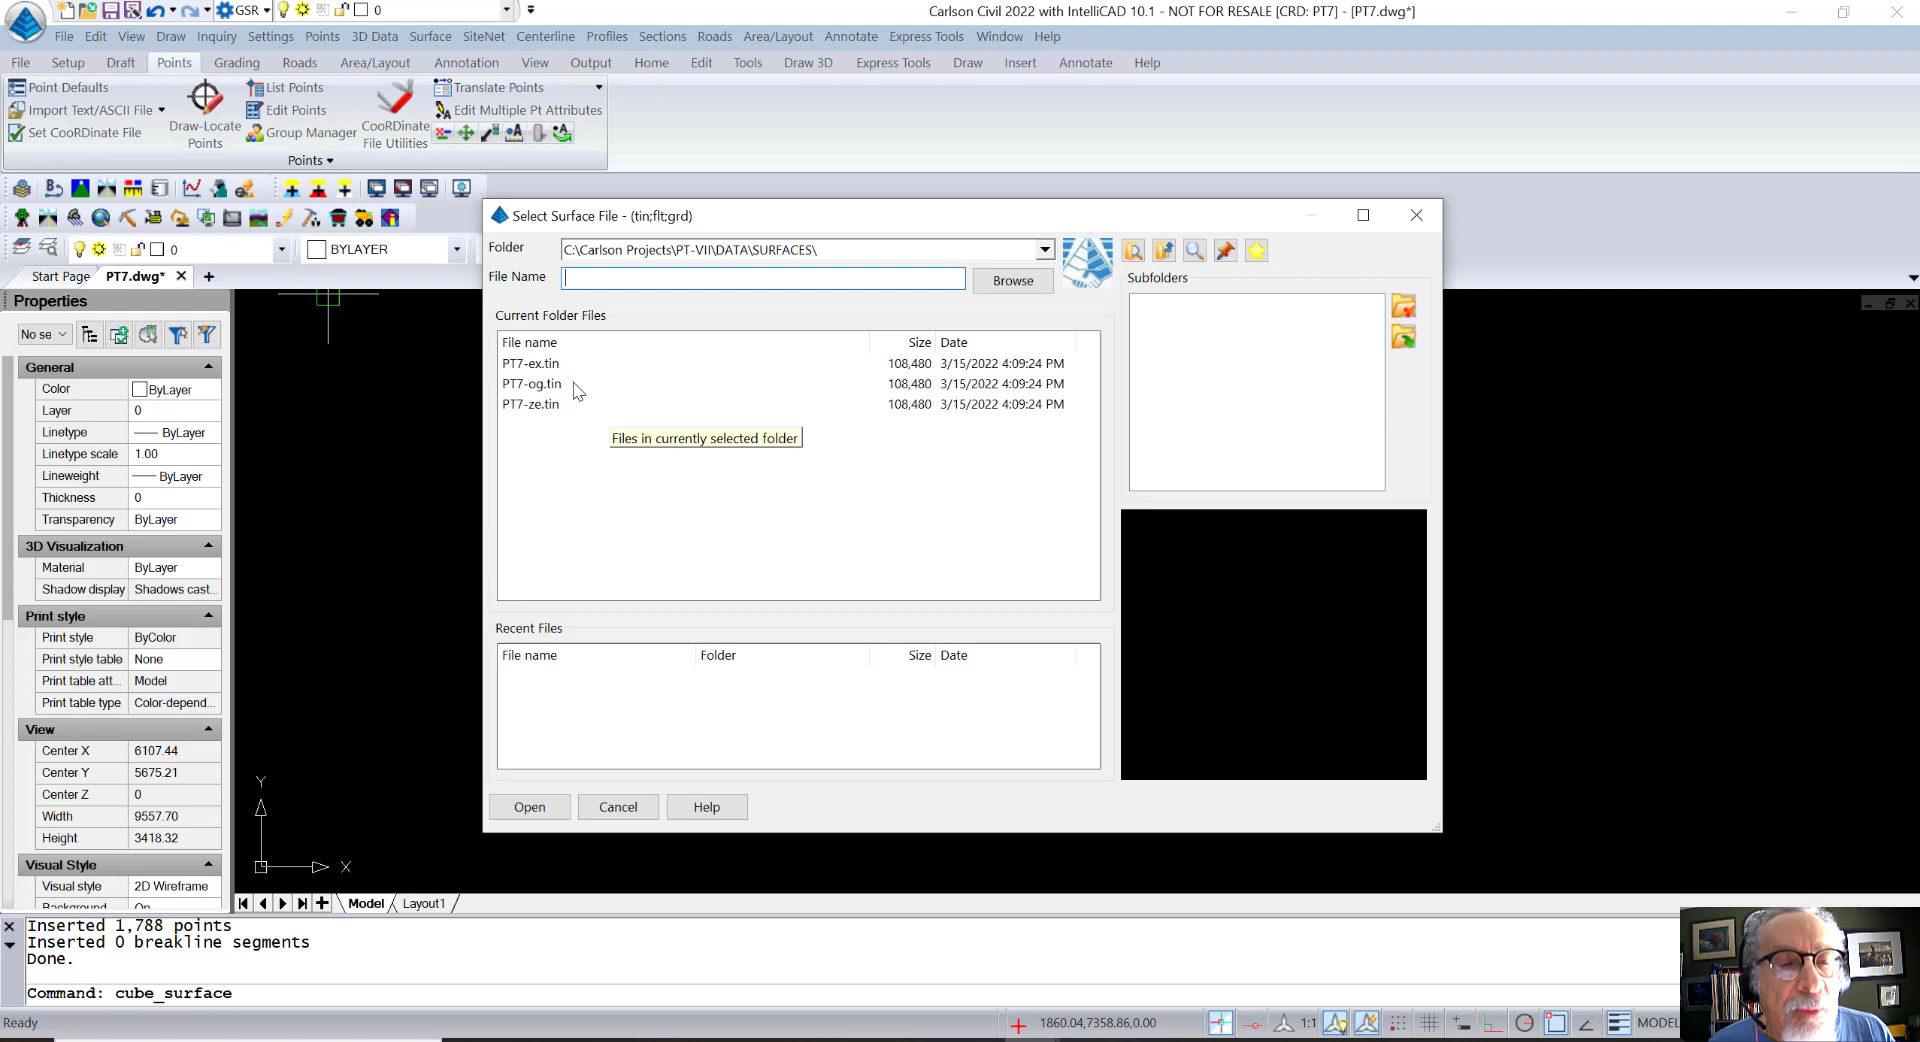 GSR
0
Carlson Civil 2022 with IntelliCAD 10.1 - NOT FOR RESALE [CRD: PT7] - [PT7.dwg*]
File Edit View Draw Inquiry Settings Points 3D Data Surface SiteNet Centerline Profiles Sections Roads Area/Layout Annotate Express Tools Window Help
File Setup Draft Points Grading Roads Area/Layout Annotation View Output Home Edit Tools Draw 3D Express Tools Draw Insert Annotate Help
Point Defaults
Import Text/ASCII File
Set CooRDinate File
Draw-Locate
Points
List Points
Edit Points
Group Manager
CooRDinate
File Utilities
Translate Points
Edit Multiple Pt Attributes
Points
0
BYLAYER
Start Page PT7.dwg*
Properties
No se
General
Color ByLayer
Layer 0
Linetype ByLayer
Linetype scale 1.00
Lineweight ByLayer
Thickness 0
Transparency ByLayer
3D Visualization
Material ByLayer
Shadow display Shadows cast...
Print style
Print style ByColor
Print style table None
Print table att... Model
Print table type Color-depend...
View
Center X 6107.44
Center Y 5675.21
Center Z 0
Width 9557.70
Height 3418.32
Visual Style
Visual style 2D Wireframe
Background On
Select Surface File - (tin;flt;grd)
Folder C:\Carlson Projects\PT-VII\DATA\SURFACES\
File Name
Browse
Subfolders
Current Folder Files
File name Size Date
PT7-ex.tin 108,480 3/15/2022 4:09:24 PM
PT7-og.tin 108,480 3/15/2022 4:09:24 PM
PT7-ze.tin 108,480 3/15/2022 4:09:24 PM
Files in currently selected folder
Recent Files
File name Folder Size Date
Open Cancel Help
Y
X
Model Layout1
Inserted 1,788 points
Inserted 0 breakline segments
Done.
Command: cube_surface
Ready
1860.04,7358.86,0.00
1:1
MODEL